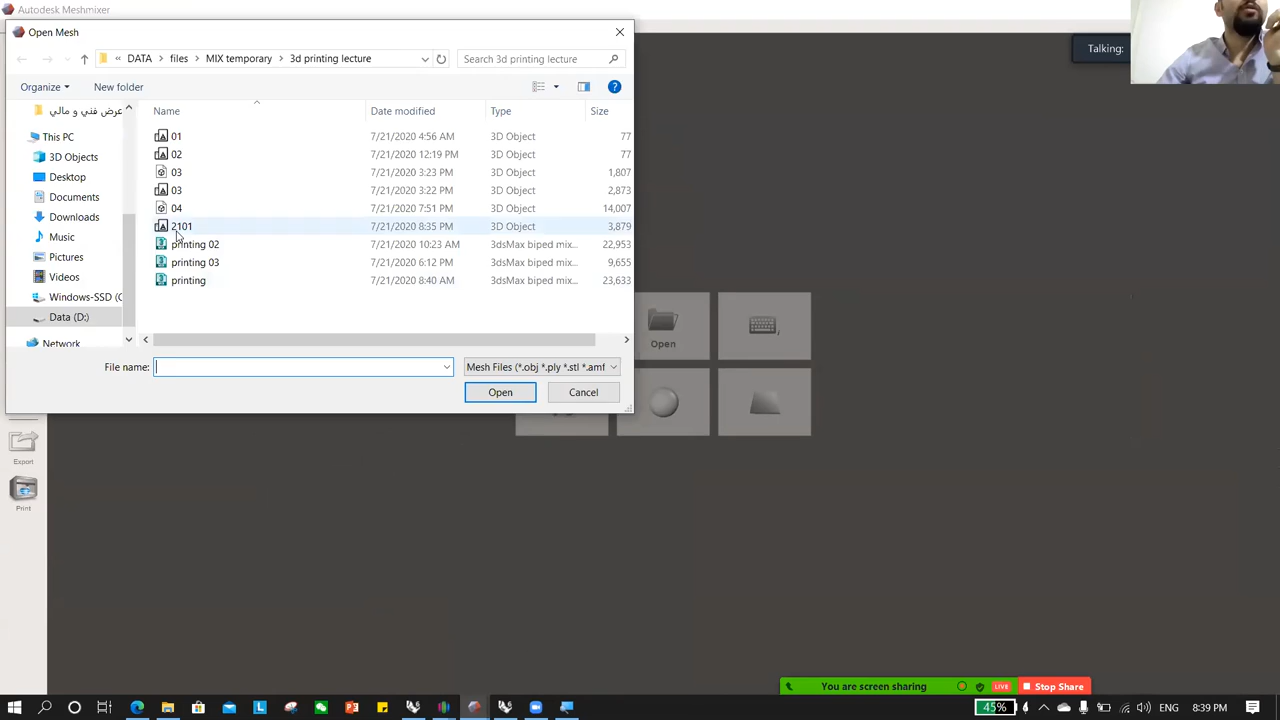 Autodesk Meshmixer
Open Mesh
Talking:
« DATA > files > MIX temporary > 3d printing lecture
Search 3d printing lecture
Organize
New folder
عرض فني و مالي
This PC
3D Objects
Desktop
Documents
Downloads
Music
Pictures
Videos
Windows-SSD (C
Data (D:)
Network
Name Date modified Type Size
01 7/21/2020 4:56 AM 3D Object 77
02 7/21/2020 12:19 PM 3D Object 77
03 7/21/2020 3:23 PM 3D Object 1,807
03 7/21/2020 3:22 PM 3D Object 2,873
04 7/21/2020 7:51 PM 3D Object 14,007
2101 7/21/2020 8:35 PM 3D Object 3,879
printing 02 7/21/2020 10:23 AM 3dsMax biped mix... 22,953
printing 03 7/21/2020 6:12 PM 3dsMax biped mix... 9,655
printing 7/21/2020 8:40 AM 3dsMax biped mix... 23,633
File name:
Mesh Files (*.obj *.ply *.stl *.amf
Open
Cancel
Open
Export
Print
You are screen sharing
LIVE
Stop Share
45%
ENG
8:39 PM